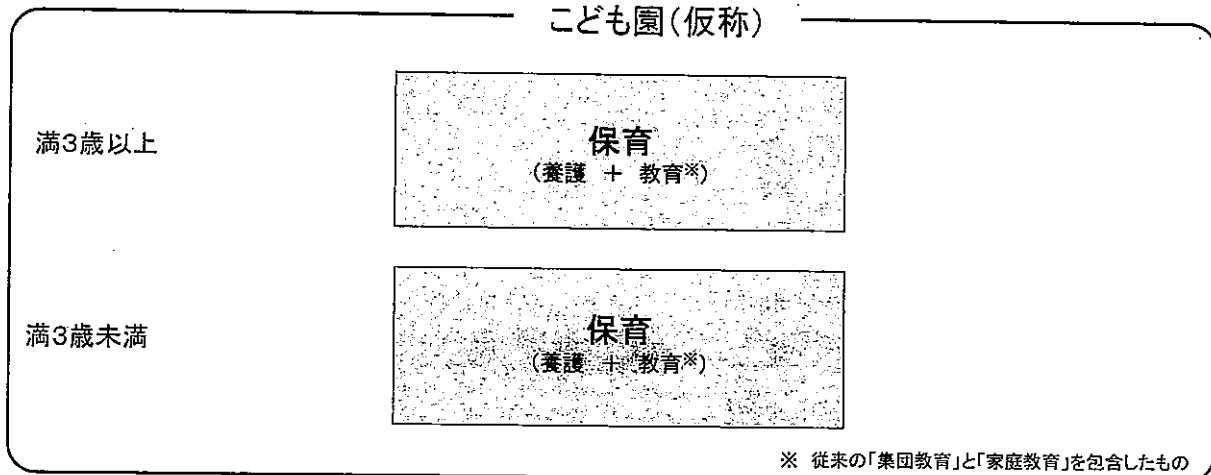 こども園(仮称)
満3歳以上
保育
(養護 + 教育※)
満3歳未満
保育
(養護 + 教育※)
※ 従来の「集団教育」と「家庭教育」を包含したもの